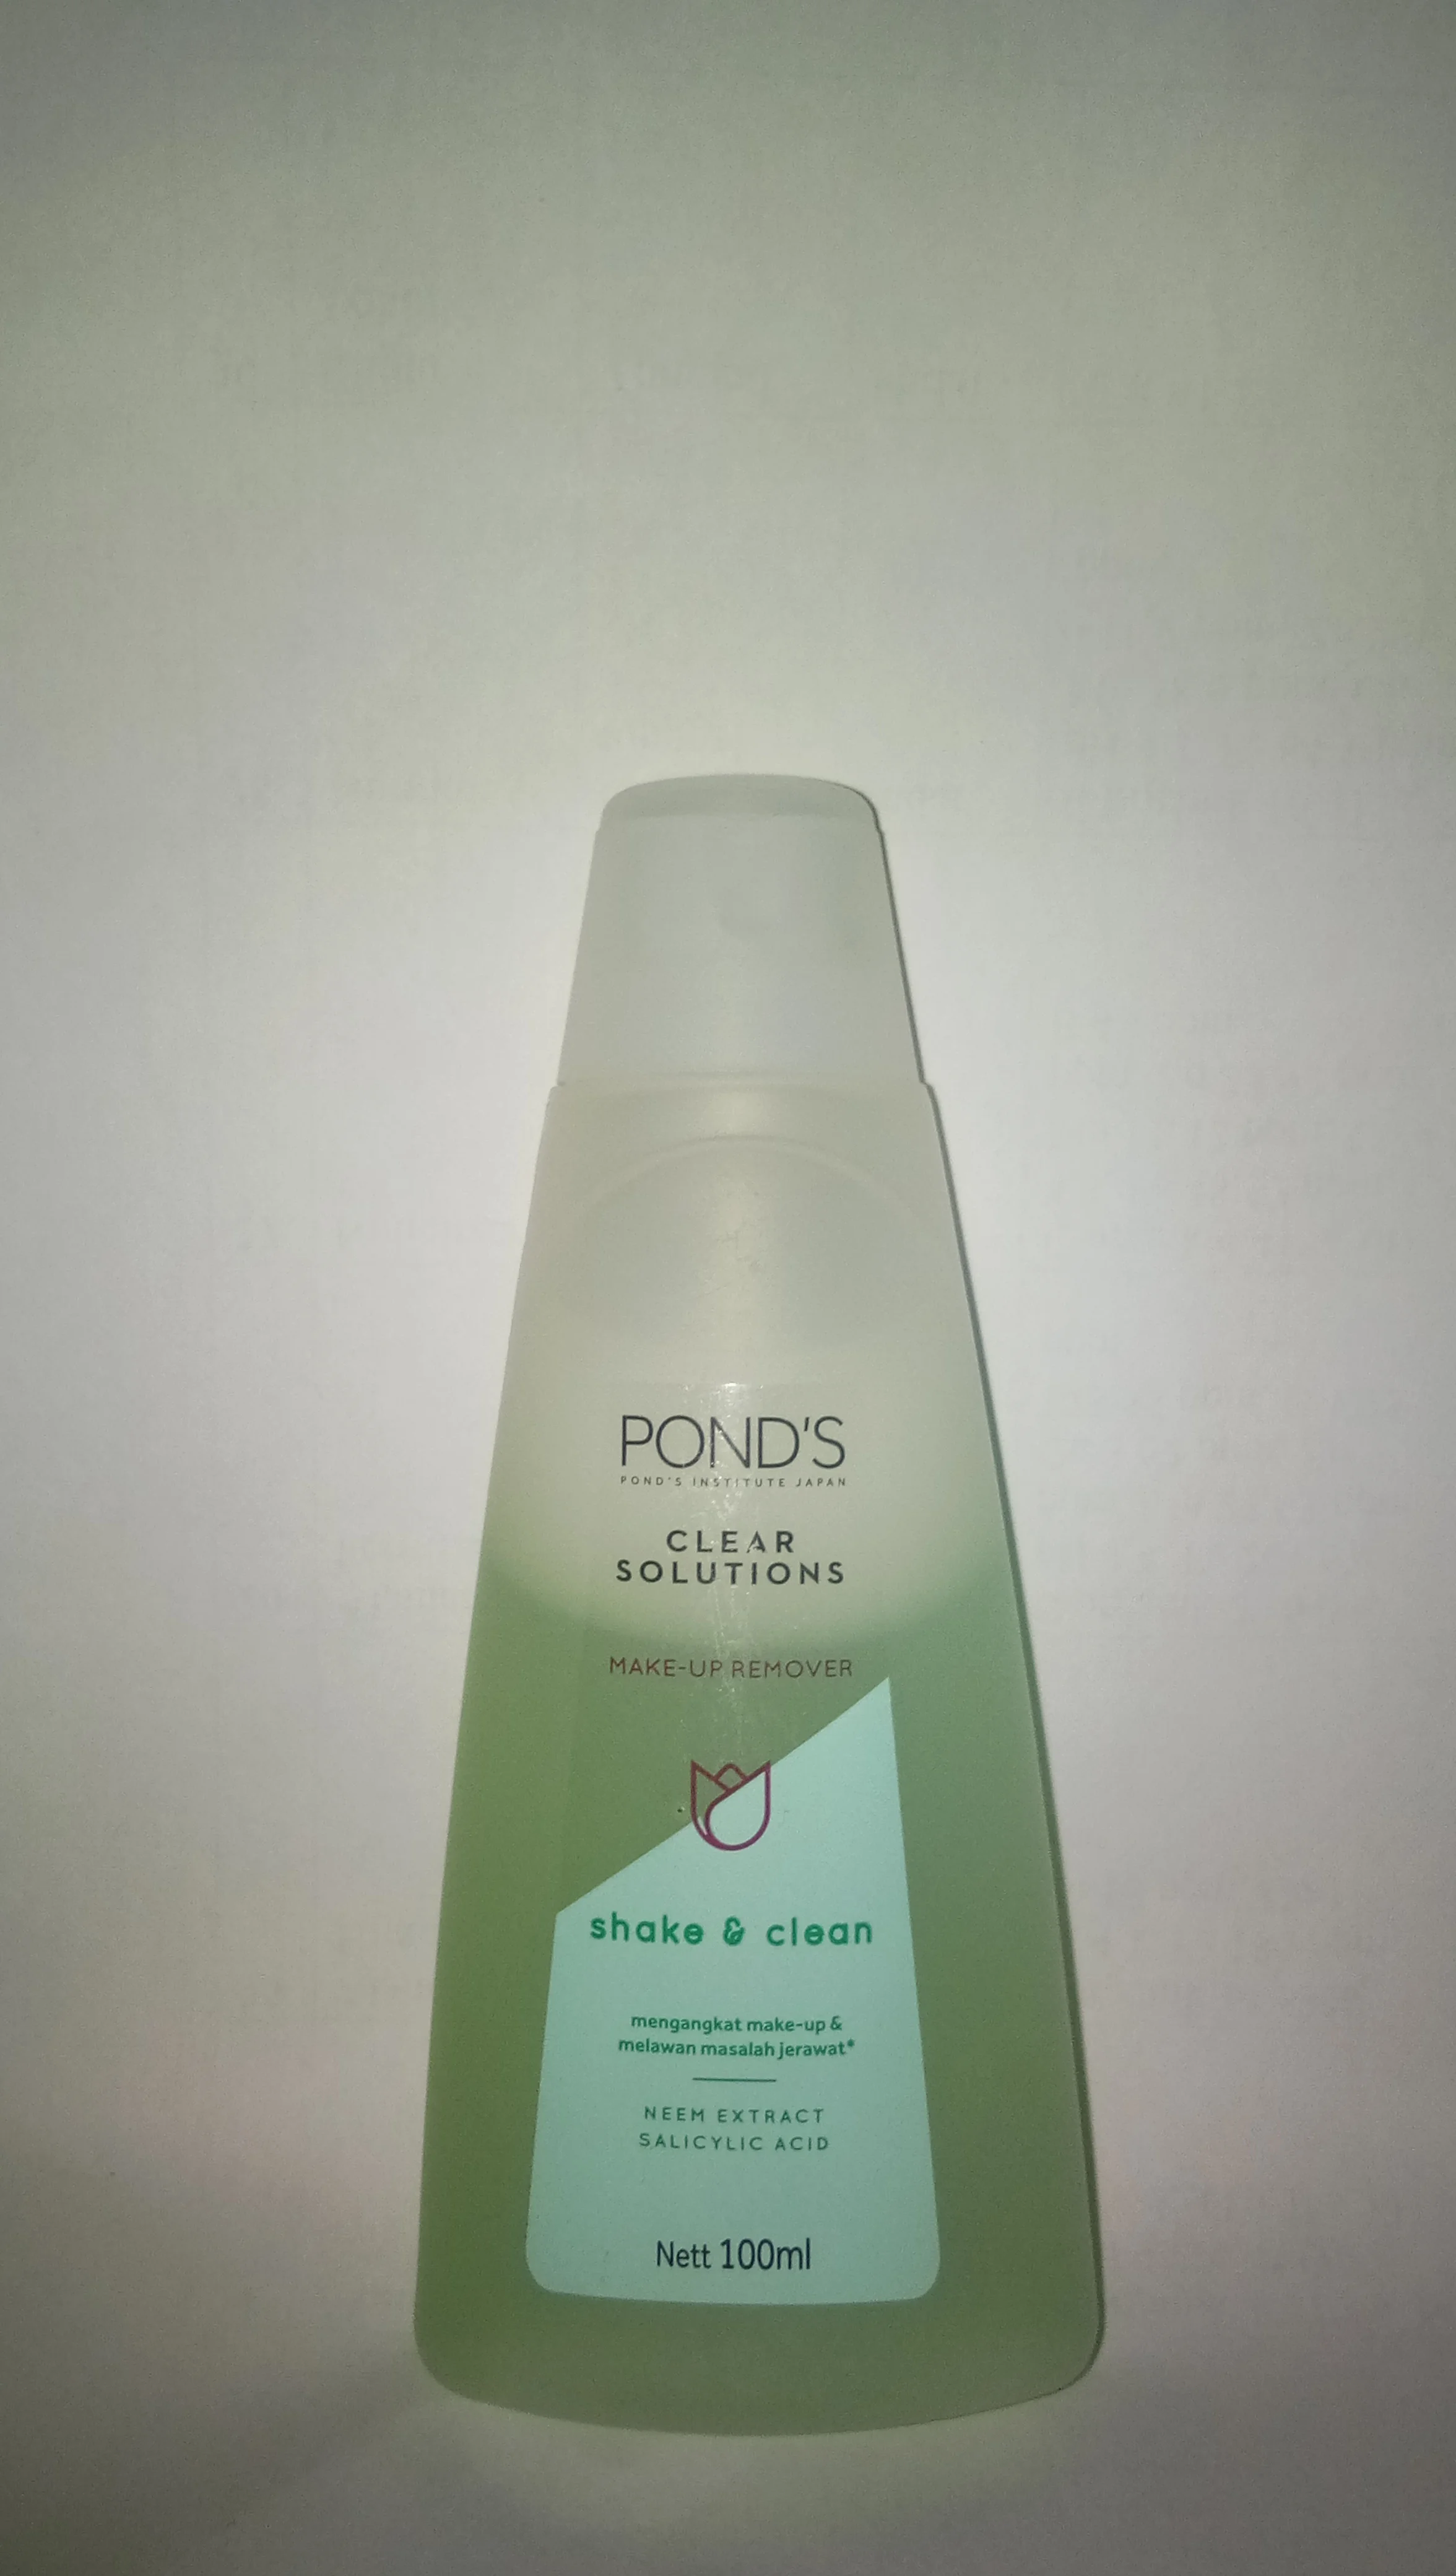 POND'S
POND'S INSTITUTE JAPAN
CLEAR
SOLUTIONS
MAKE-UP REMOVER
shake & clean
mengangkat make-up &
melawan masalah jerawat*
NEEM EXTRACT
SALICYLIC ACID
Nett 100ml